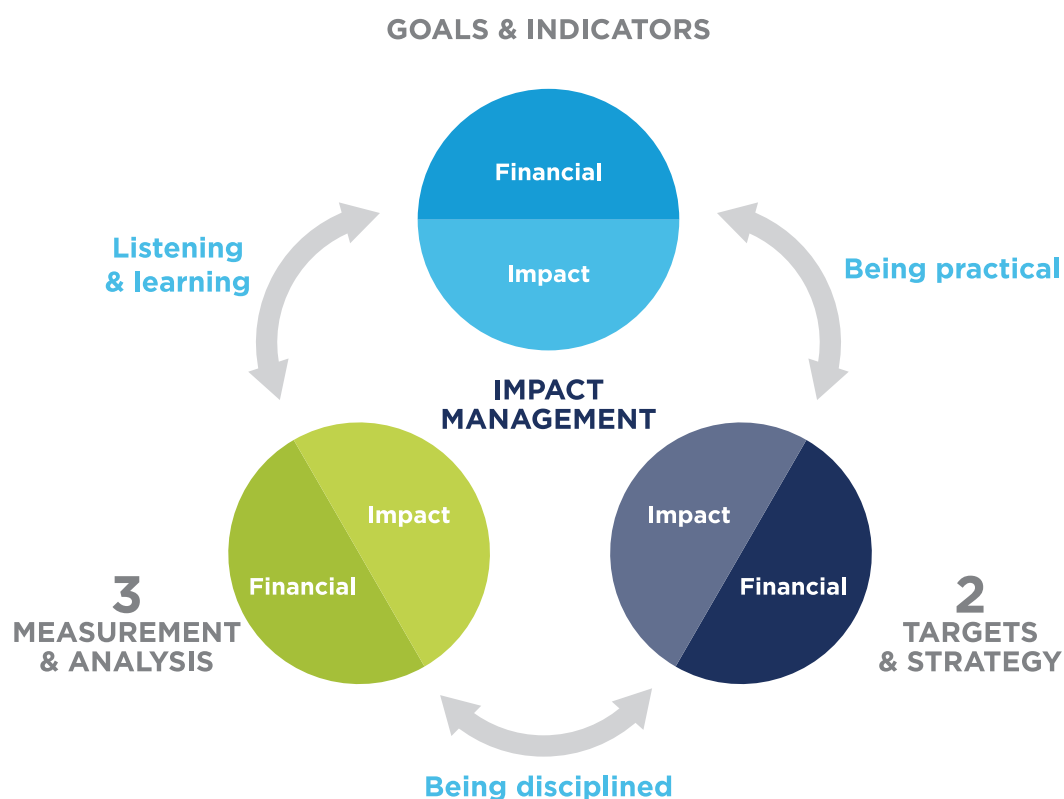 GOALS & INDICATORS
Financial
Impact
Listening
& learning
Being practical
IMPACT
MANAGEMENT
Impact
Financial
3
MEASUREMENT
& ANALYSIS
Impact
Financial
2
TARGETS
& STRATEGY
Being disciplined